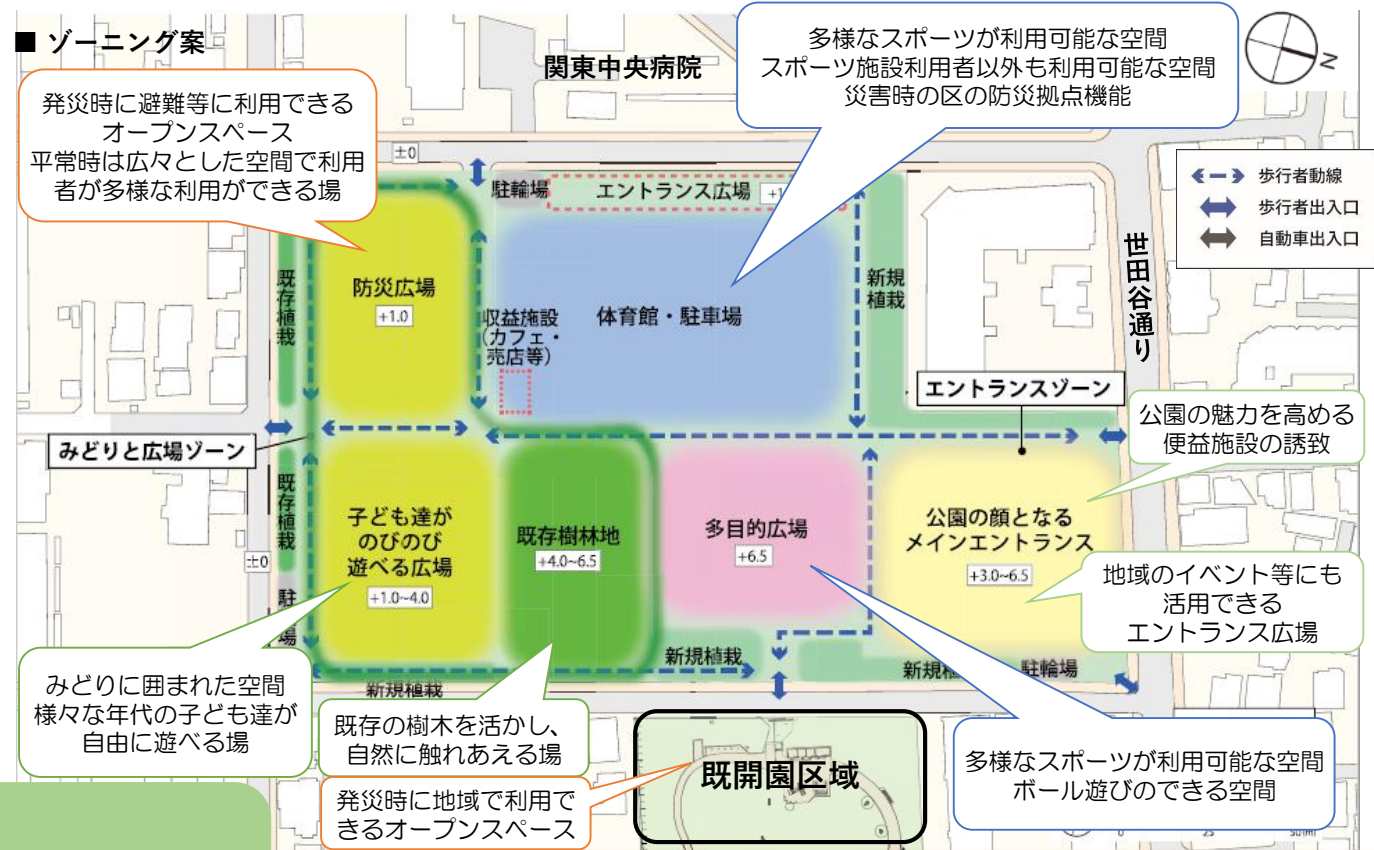 ■ ゾーニング案
関東中央病院
多様なスポーツが利用可能な空間
スポーツ施設利用者以外も利用可能な空間
災害時の区の防災拠点機能
N
発災時に避難等に利用できる
オープンスペース
平常時は広々とした空間で利用
者が多様な利用ができる場
±0
駐輪場
エントランス広場
歩行者動線
歩行者出入口
自動車出入口
世田谷通り
既存植栽
防災広場
+1.0
収益施設
(カフェ・
売店等)
体育館・駐車場
新規
植栽
エントランスゾーン
みどりと広場ゾーン
公園の魅力を高める
便益施設の誘致
既存植栽
±0
子ども達が
のびのび
遊べる広場
+1.0~4.0
既存樹林地
+4.0~6.5
多目的広場
+6.5
公園の顔となる
メインエントランス
+3.0~6.5
地域のイベント等にも
活用できる
エントランス広場
新規植栽
駐輪場
新規植栽
みどりに囲まれた空間
様々な年代の子ども達が
自由に遊べる場
既存の樹木を活かし、
自然に触れあえる場
発災時に地域で利用で
きるオープンスペース
既開園区域
多様なスポーツが利用可能な空間
ボール遊びのできる空間
0
25
50(m)